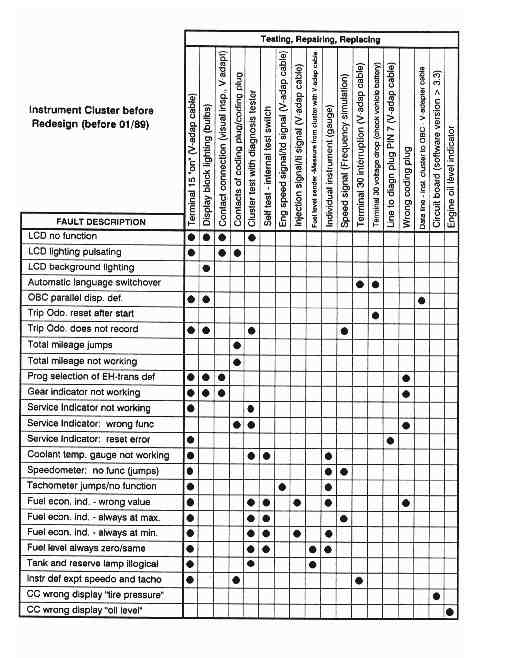 Testing, Repairing, Replacing
Instrument Cluster before
Redesign (before 01/89)
Terminal 15 "on" (V-adap cable)
Display block lighting (bulbs)
Contact connection (visual insp., V adapt)
Contacts of coding plug/coding plug
Cluster test with diagnosis tester
Self test - internal test switch
Eng speed signal/td signal (V-adap cable)
Injection signal/ti signal (V-adap cable)
Fuel level sender -Measure from cluster with V-adap cable
Individual instrument (gauge)
Speed signal (Frequency simulation)
Terminal 30 interruption (V-adap cable)
Terminal 30 voltage drop (check vehicle battery)
Line to diagn plug PIN 7 (V-adap cable)
Wrong coding plug
Data line - inst. cluster to OBC - V-adapter cable
Circuit board (software version > 3.3)
Engine oil level indicator
FAULT DESCRIPTION
LCD no function
LCD lighting pulsating
LCD background lighting
Automatic language switchover
OBC parallel disp. def.
Trip Odo. reset after start
Trip Odo. does not record
Total mileage jumps
Total mileage not working
Prog selection of EH-trans def
Gear indicator not working
Service Indicator not working
Service Indicator: wrong func
Service Indicator: reset error
Coolant temp. gauge not working
Speedometer: no func (jumps)
Tachometer jumps/no function
Fuel econ. ind. - wrong value
Fuel econ. ind. - always at max.
Fuel econ. ind. - always at min.
Fuel level always zero/same
Tank and reserve lamp illogical
Instr def expt speedo and tacho
CC wrong display "tire pressure"
CC wrong display "oil level"